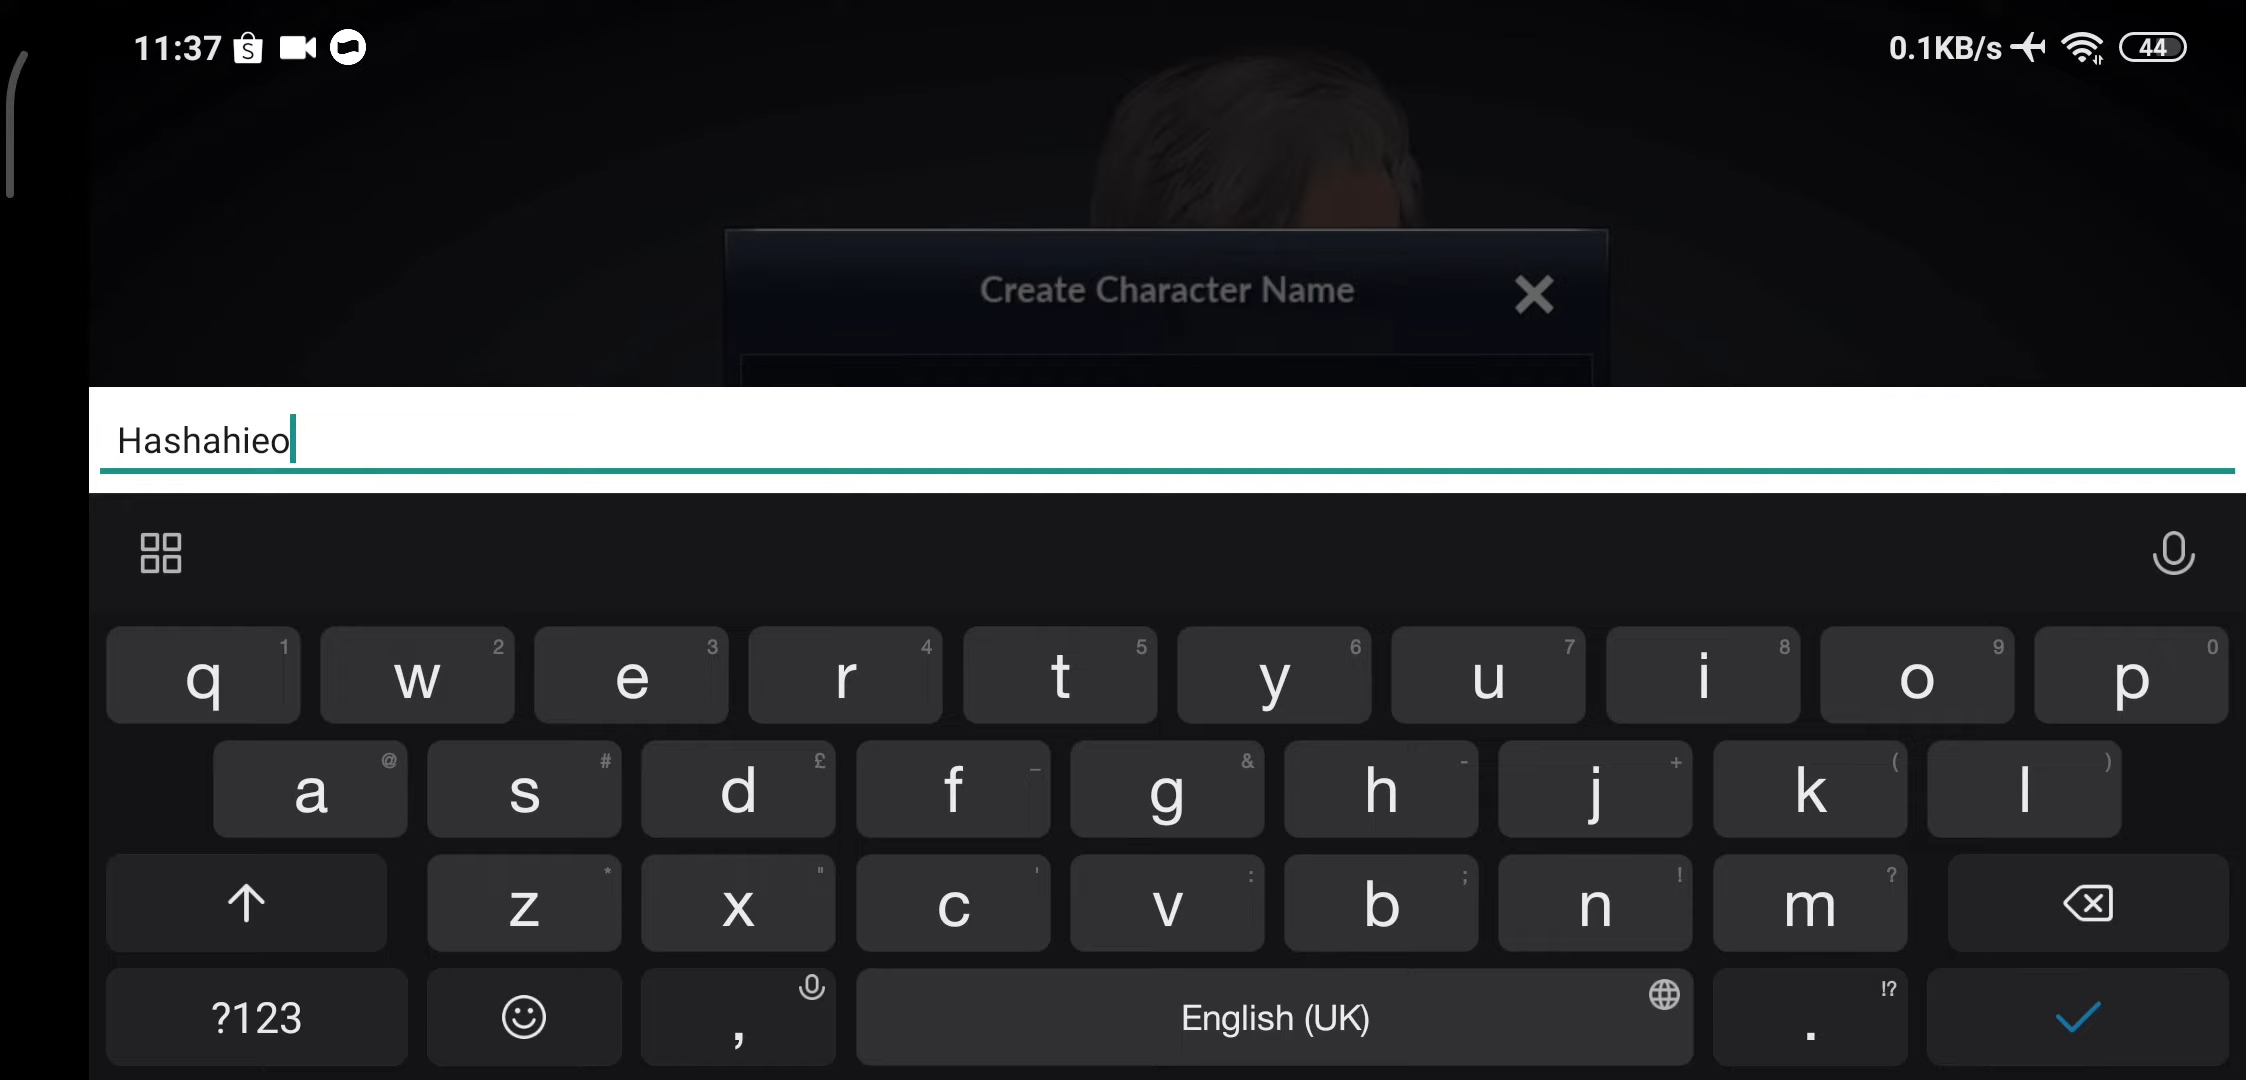 11:37 S 0.1KB/s 44
Create Character Name
Hashahieo
q 1 w 2 e 3 r 4 t 5 y 6 u 7 i 8 o 9 p 0
a @ s # d £ f _ g & h - j + k ( l )
z * x " c ' v : b ; n ! m ?
?123 , English (UK) . !?